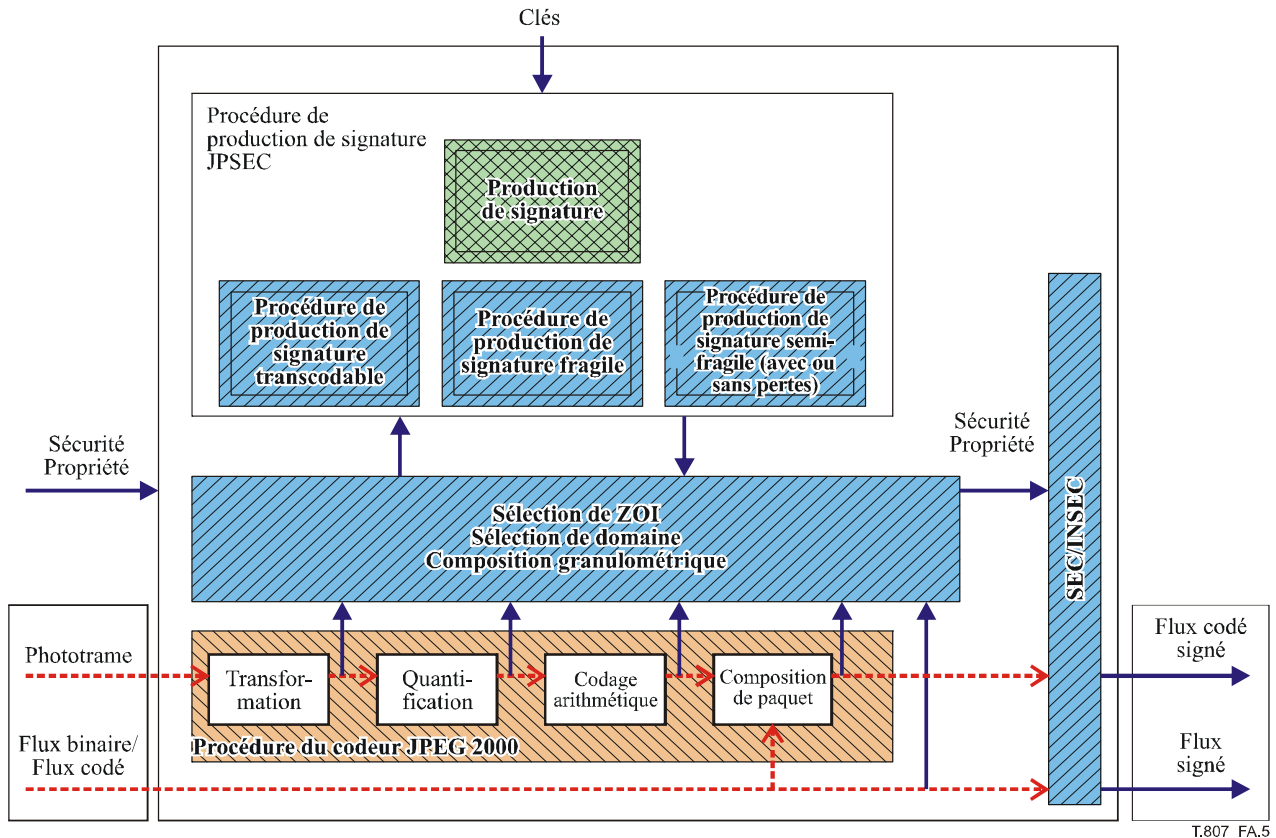 Clés
Procédure de
production de signature
JPSEC
Production
de signature
Procédure de
production de
signature
transcodable
Procédure de
production de
signature fragile
Procédure de
production de
signature semi-
fragile (avec ou
sans pertes)
Sécurité
Propriété
Sécurité
Propriété
Sélection de ZOI
Sélection de domaine
Composition granulométrique
SEC/INSEC
Phototrame
Transfor-
mation
Quanti-
fication
Codage
arithmétique
Composition
de paquet
Procédure du codeur JPEG 2000
Flux binaire/
Flux codé
Flux codé
signé
Flux
signé
T.807_FA.5